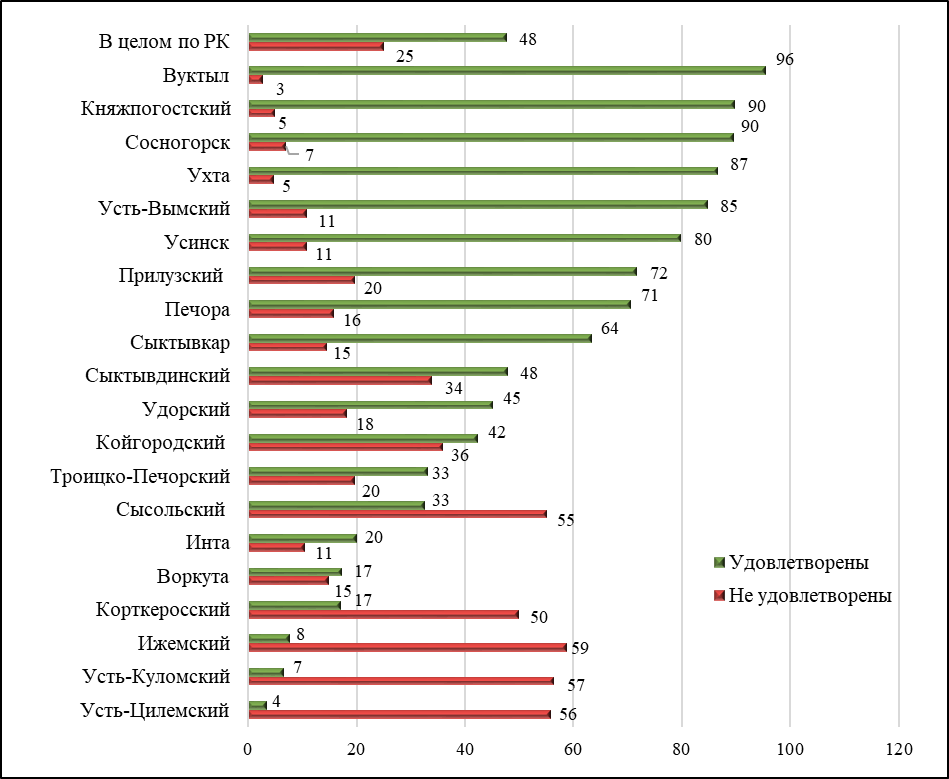 В целом по РК 48
25
Вуктыл 96
3
Княжпогостский 90
5
Сосногорск 90
7
Ухта 87
5
Усть-Вымский 85
11
Усинск 80
11
Прилузский 72
20
Печора 71
16
Сыктывкар 64
15
Сыктывдинский 48
34
Удорский 45
18
Койгородский 42
36
Троицко-Печорский 33
20
Сысольский 33
55
Инта 20
11
Воркута 17
15
Корткеросский 17
50
Ижемский 8
59
Усть-Куломский 7
57
Усть-Цилемский 4
56
Удовлетворены
Не удовлетворены
0 20 40 60 80 100 120